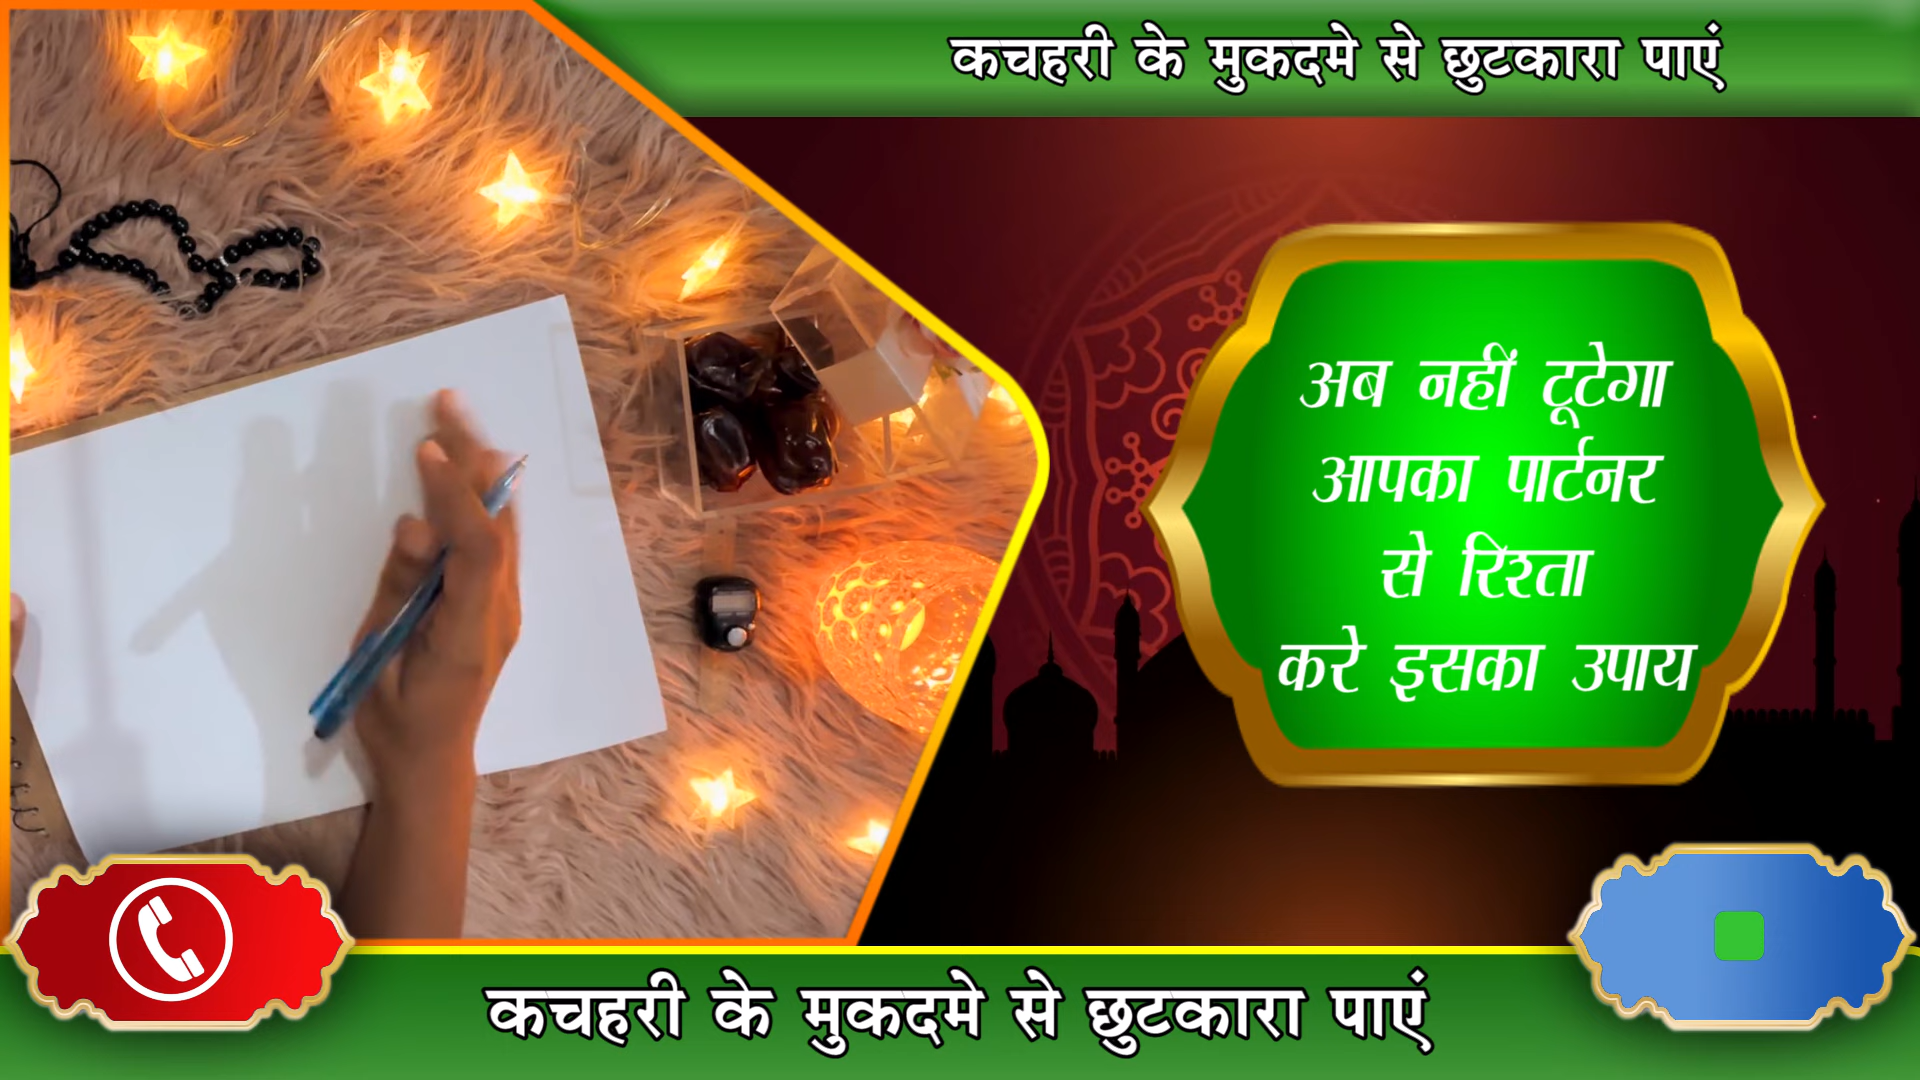 कचहरी के मुकदमे से छुटकारा पाएं
अब नहीं टूटेगा
आपका पार्टनर
से रिश्ता
करे इसका उपाय
कचहरी के मुकदमे से छुटकारा पाएं